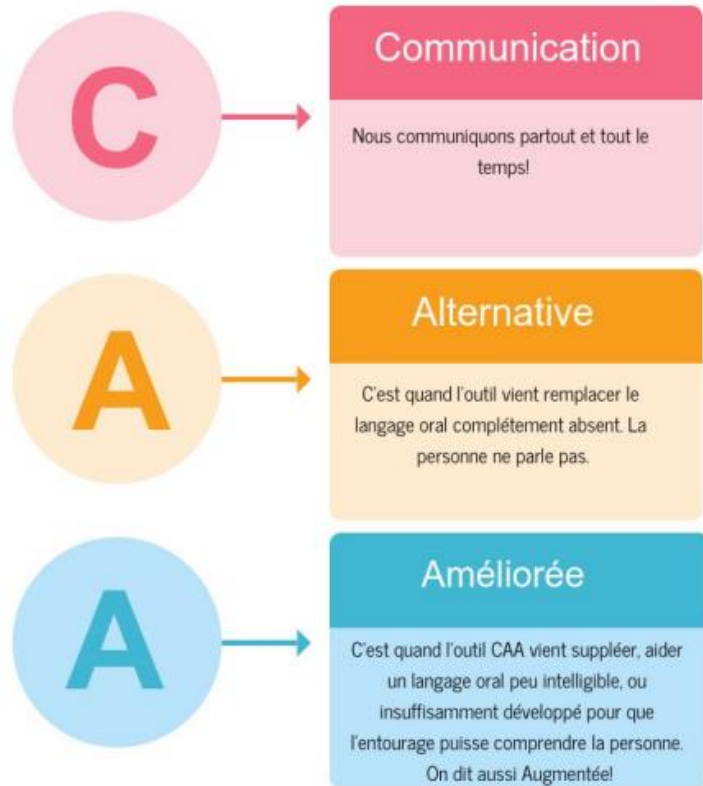 C
Communication
Nous communiquons partout et tout le
temps!
A
Alternative
C'est quand l'outil vient remplacer le
langage oral complétement absent. La
personne ne parle pas.
A
Améliorée
C'est quand l'outil CAA vient suppléer, aider
un langage oral peu intelligible, ou
insuffisamment développé pour que
l'entourage puisse comprendre la personne.
On dit aussi Augmentée!